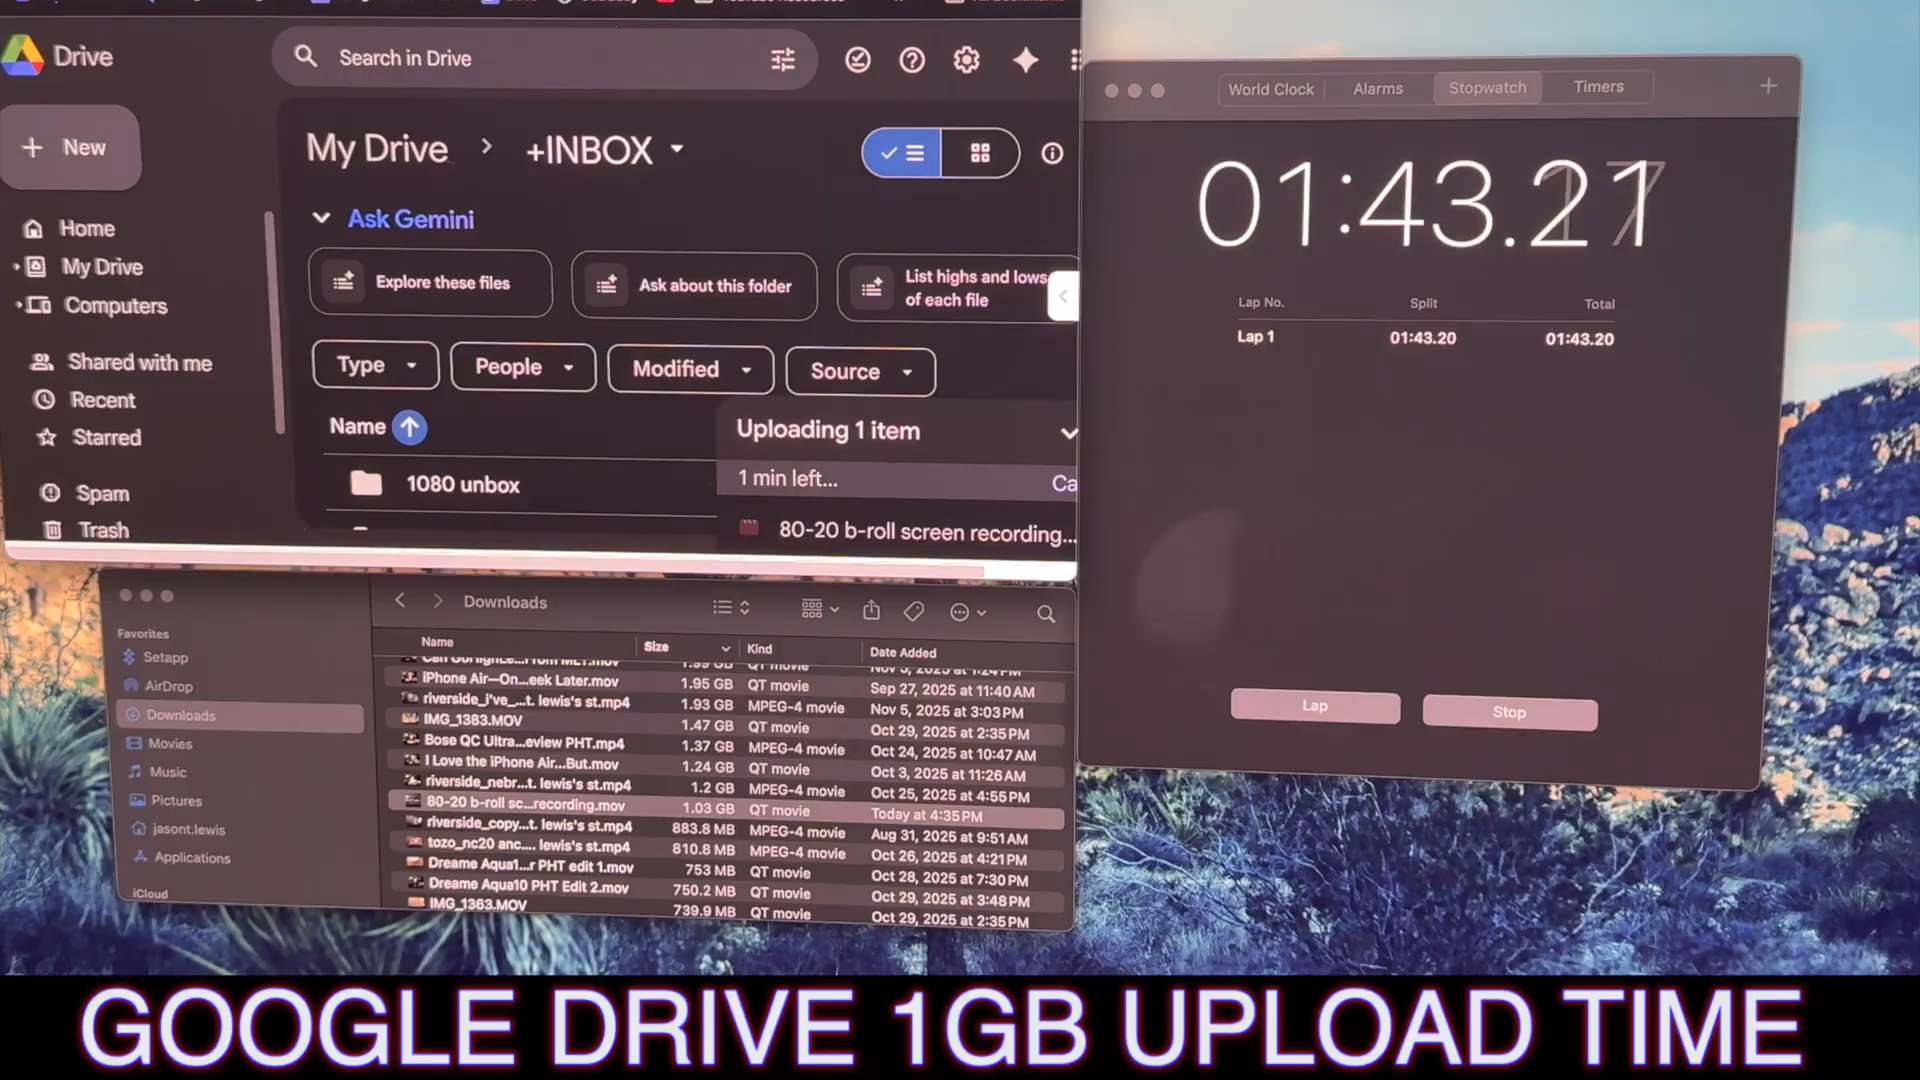 Drive
Search in Drive
New
My Drive
+INBOX
Ask Gemini
Explore these files
Ask about this folder
List highs and lows
of each file
Home
My Drive
Computers
Shared with me
Recent
Starred
Spam
Trash
Type
People
Modified
Source
Name
1080 unbox
Uploading 1 item
1 min left...
Ca
80-20 b-roll screen recording...
World Clock
Alarms
Stopwatch
Timers
01:43.21
Lap No. Split Total
Lap 1 01:43.20 01:43.20
Lap
Stop
Favorites
Setapp
AirDrop
Downloads
Movies
Music
Pictures
jasont.lewis
Applications
iCloud
Downloads
Name Size Kind Date Added
iPhone Air—On...eek Later.mov 1.95 GB QT movie Sep 27, 2025 at 11:40 AM
riverside_i've_...t. lewis's st.mp4 1.93 GB MPEG-4 movie Nov 5, 2025 at 3:03 PM
IMG_1383.MOV 1.47 GB QT movie Oct 29, 2025 at 2:35 PM
Bose QC Ultra...eview PHT.mp4 1.37 GB MPEG-4 movie Oct 24, 2025 at 10:47 AM
I Love the iPhone Air...But.mov 1.24 GB QT movie Oct 3, 2025 at 11:26 AM
riverside_nebr...t. lewis's st.mp4 1.2 GB MPEG-4 movie Oct 25, 2025 at 4:55 PM
80-20 b-roll sc...recording.mov 1.03 GB QT movie Today at 4:35 PM
riverside_copy...t. lewis's st.mp4 883.8 MB MPEG-4 movie Aug 31, 2025 at 9:51 AM
tozo_nc20 anc.... lewis's st.mp4 810.8 MB MPEG-4 movie Oct 26, 2025 at 4:21 PM
Dreame Aqua1...r PHT edit 1.mov 753 MB QT movie Oct 28, 2025 at 7:30 PM
Dreame Aqua10 PHT Edit 2.mov 750.2 MB QT movie Oct 29, 2025 at 3:48 PM
IMG_1363.MOV 739.9 MB QT movie Oct 29, 2025 at 2:35 PM
GOOGLE DRIVE 1GB UPLOAD TIME